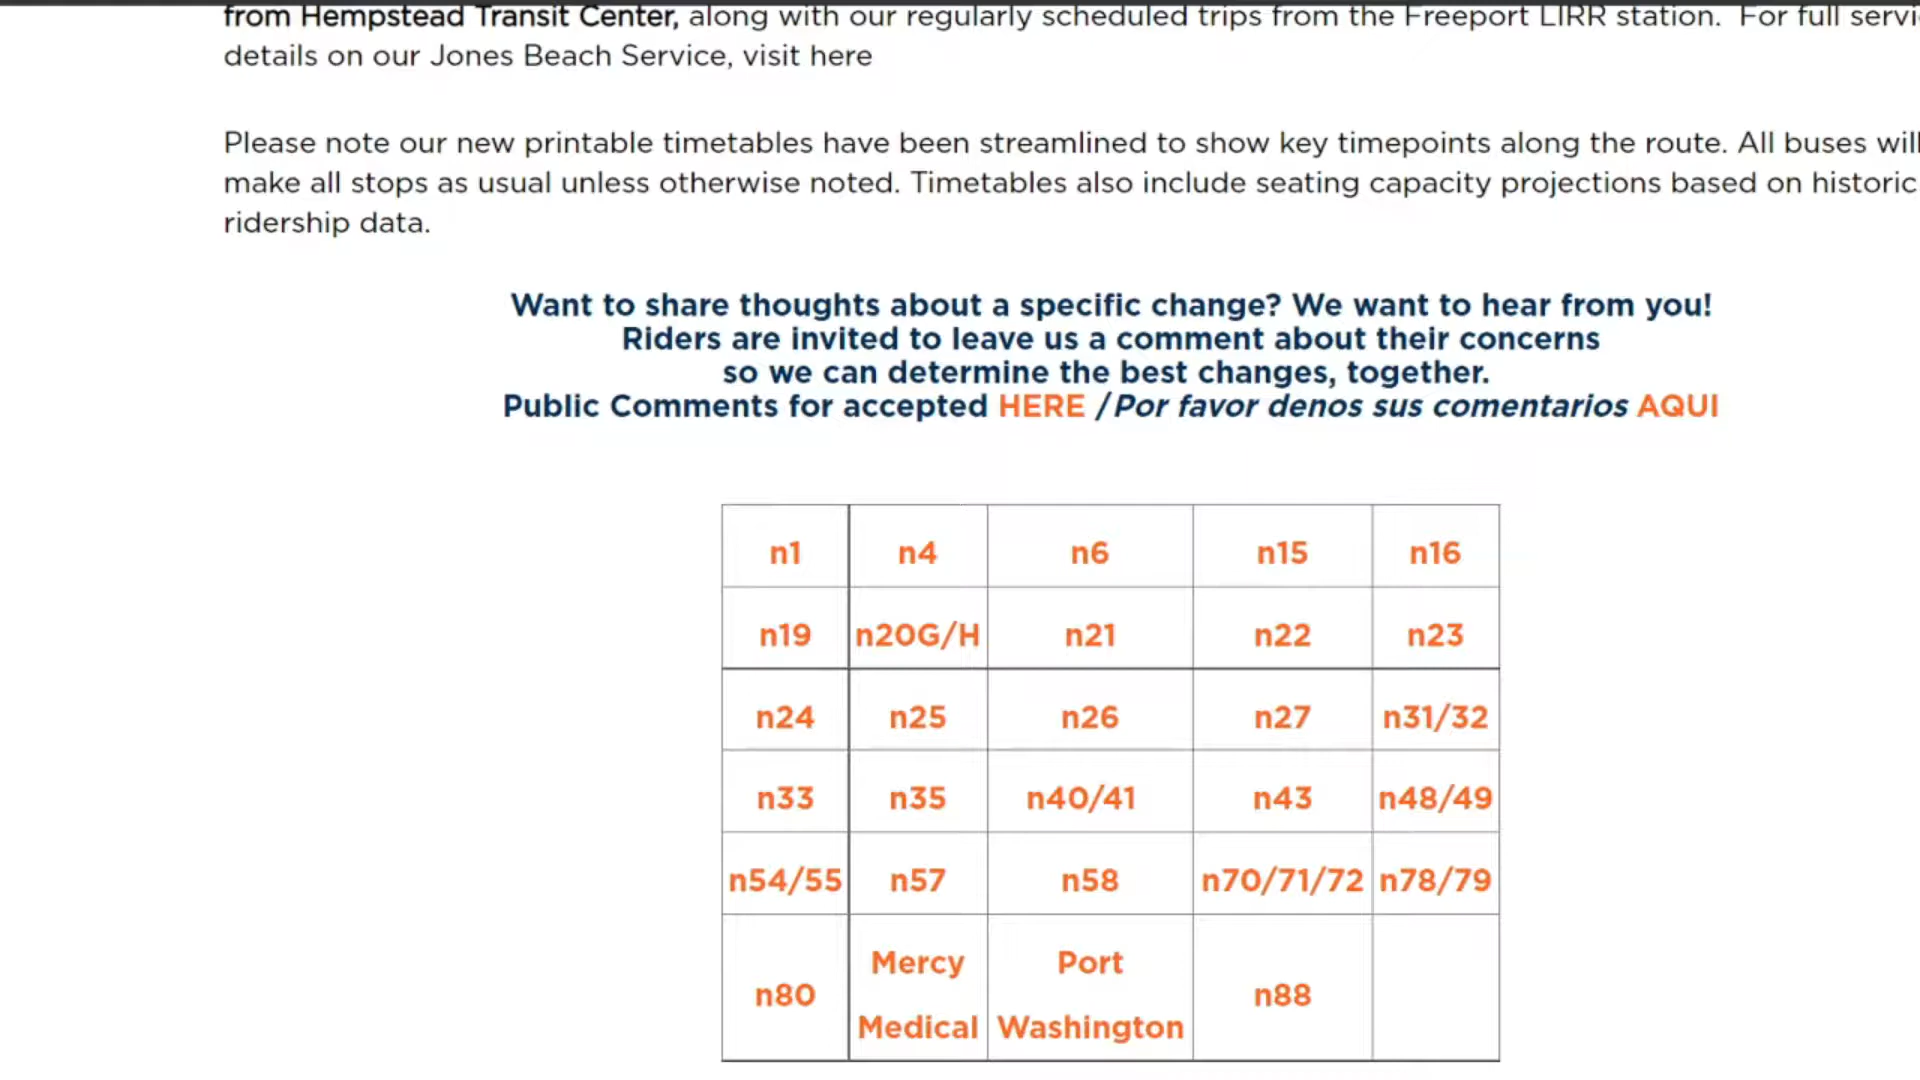 from Hempstead Transit Center, along with our regularly scheduled trips from the Freeport LIRR station. For full servi
details on our Jones Beach Service, visit here
Please note our new printable timetables have been streamlined to show key timepoints along the route. All buses will
make all stops as usual unless otherwise noted. Timetables also include seating capacity projections based on historic
ridership data.
Want to share thoughts about a specific change? We want to hear from you!
Riders are invited to leave us a comment about their concerns
so we can determine the best changes, together.
Public Comments for accepted HERE / Por favor denos sus comentarios AQUI
n1 n4 n6 n15 n16
n19 n20G/H n21 n22 n23
n24 n25 n26 n27 n31/32
n33 n35 n40/41 n43 n48/49
n54/55 n57 n58 n70/71/72 n78/79
n80 Mercy Medical Port Washington n88